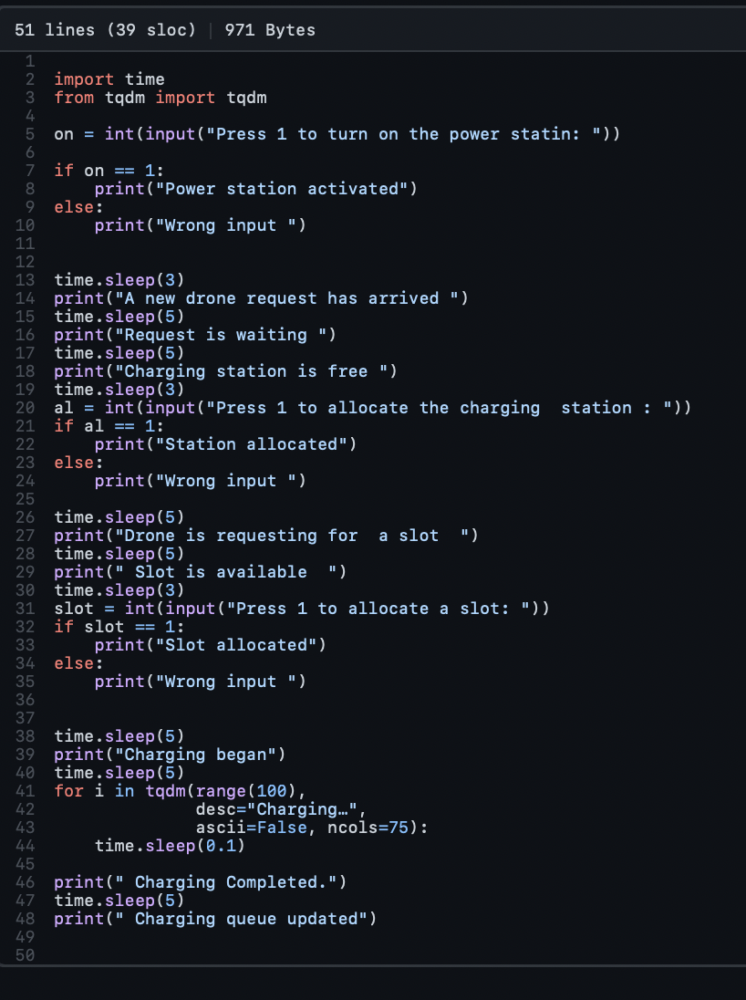 51 lines (39 sloc) | 971 Bytes
1
2 import time
3 from tqdm import tqdm
4
5 on = int(input("Press 1 to turn on the power statin: "))
6
7 if on == 1:
8     print("Power station activated")
9 else:
10     print("Wrong input ")
11
12
13 time.sleep(3)
14 print("A new drone request has arrived ")
15 time.sleep(5)
16 print("Request is waiting ")
17 time.sleep(5)
18 print("Charging station is free ")
19 time.sleep(3)
20 al = int(input("Press 1 to allocate the charging  station : "))
21 if al == 1:
22     print("Station allocated")
23 else:
24     print("Wrong input ")
25
26 time.sleep(5)
27 print("Drone is requesting for  a slot  ")
28 time.sleep(5)
29 print(" Slot is available  ")
30 time.sleep(3)
31 slot = int(input("Press 1 to allocate a slot: "))
32 if slot == 1:
33     print("Slot allocated")
34 else:
35     print("Wrong input ")
36
37
38 time.sleep(5)
39 print("Charging began")
40 time.sleep(5)
41 for i in tqdm(range(100),
42               desc="Charging…",
43               ascii=False, ncols=75):
44     time.sleep(0.1)
45
46 print(" Charging Completed.")
47 time.sleep(5)
48 print(" Charging queue updated")
49
50